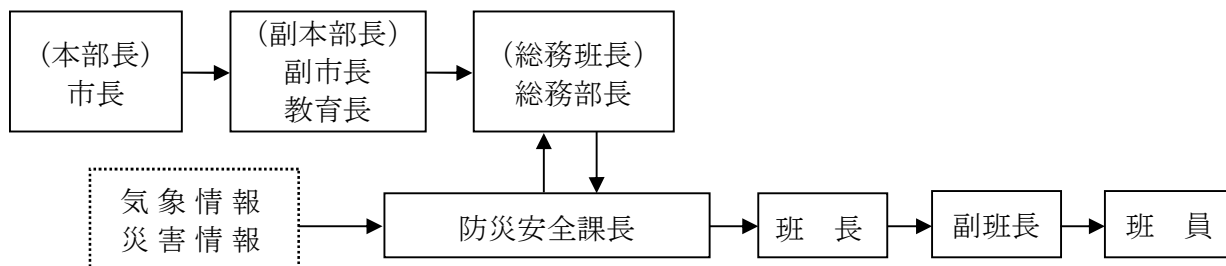 （本部長）
市長
（副本部長）
副市長
教育長
（総務班長）
総務部長
気象情報
災害情報
防災安全課長
班　長
副班長
班　員